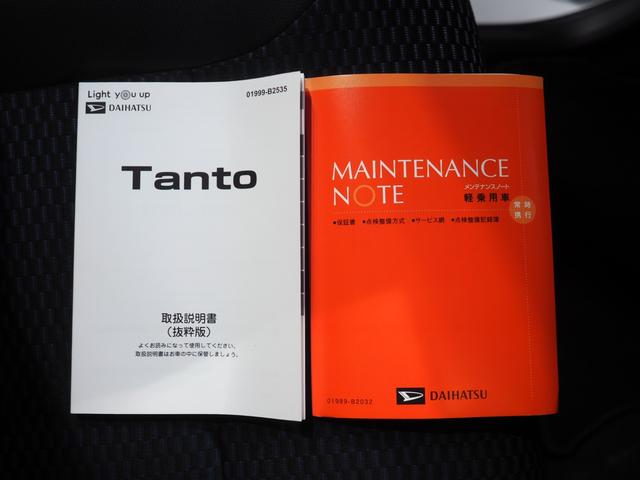 Light you up
DAIHATSU
01999-B2535
Tanto
取扱説明書
(抜粋版)
よくお読みになって使用してください。
取扱説明書はお車の中に保管しましょう。
MAINTENANCE
NOTE
メンテナンスノート
軽乗用車
常時
携行
●保証書 ●点検整備方式 ●サービス網 ●点検整備記録簿
01989-B2032
DAIHATSU